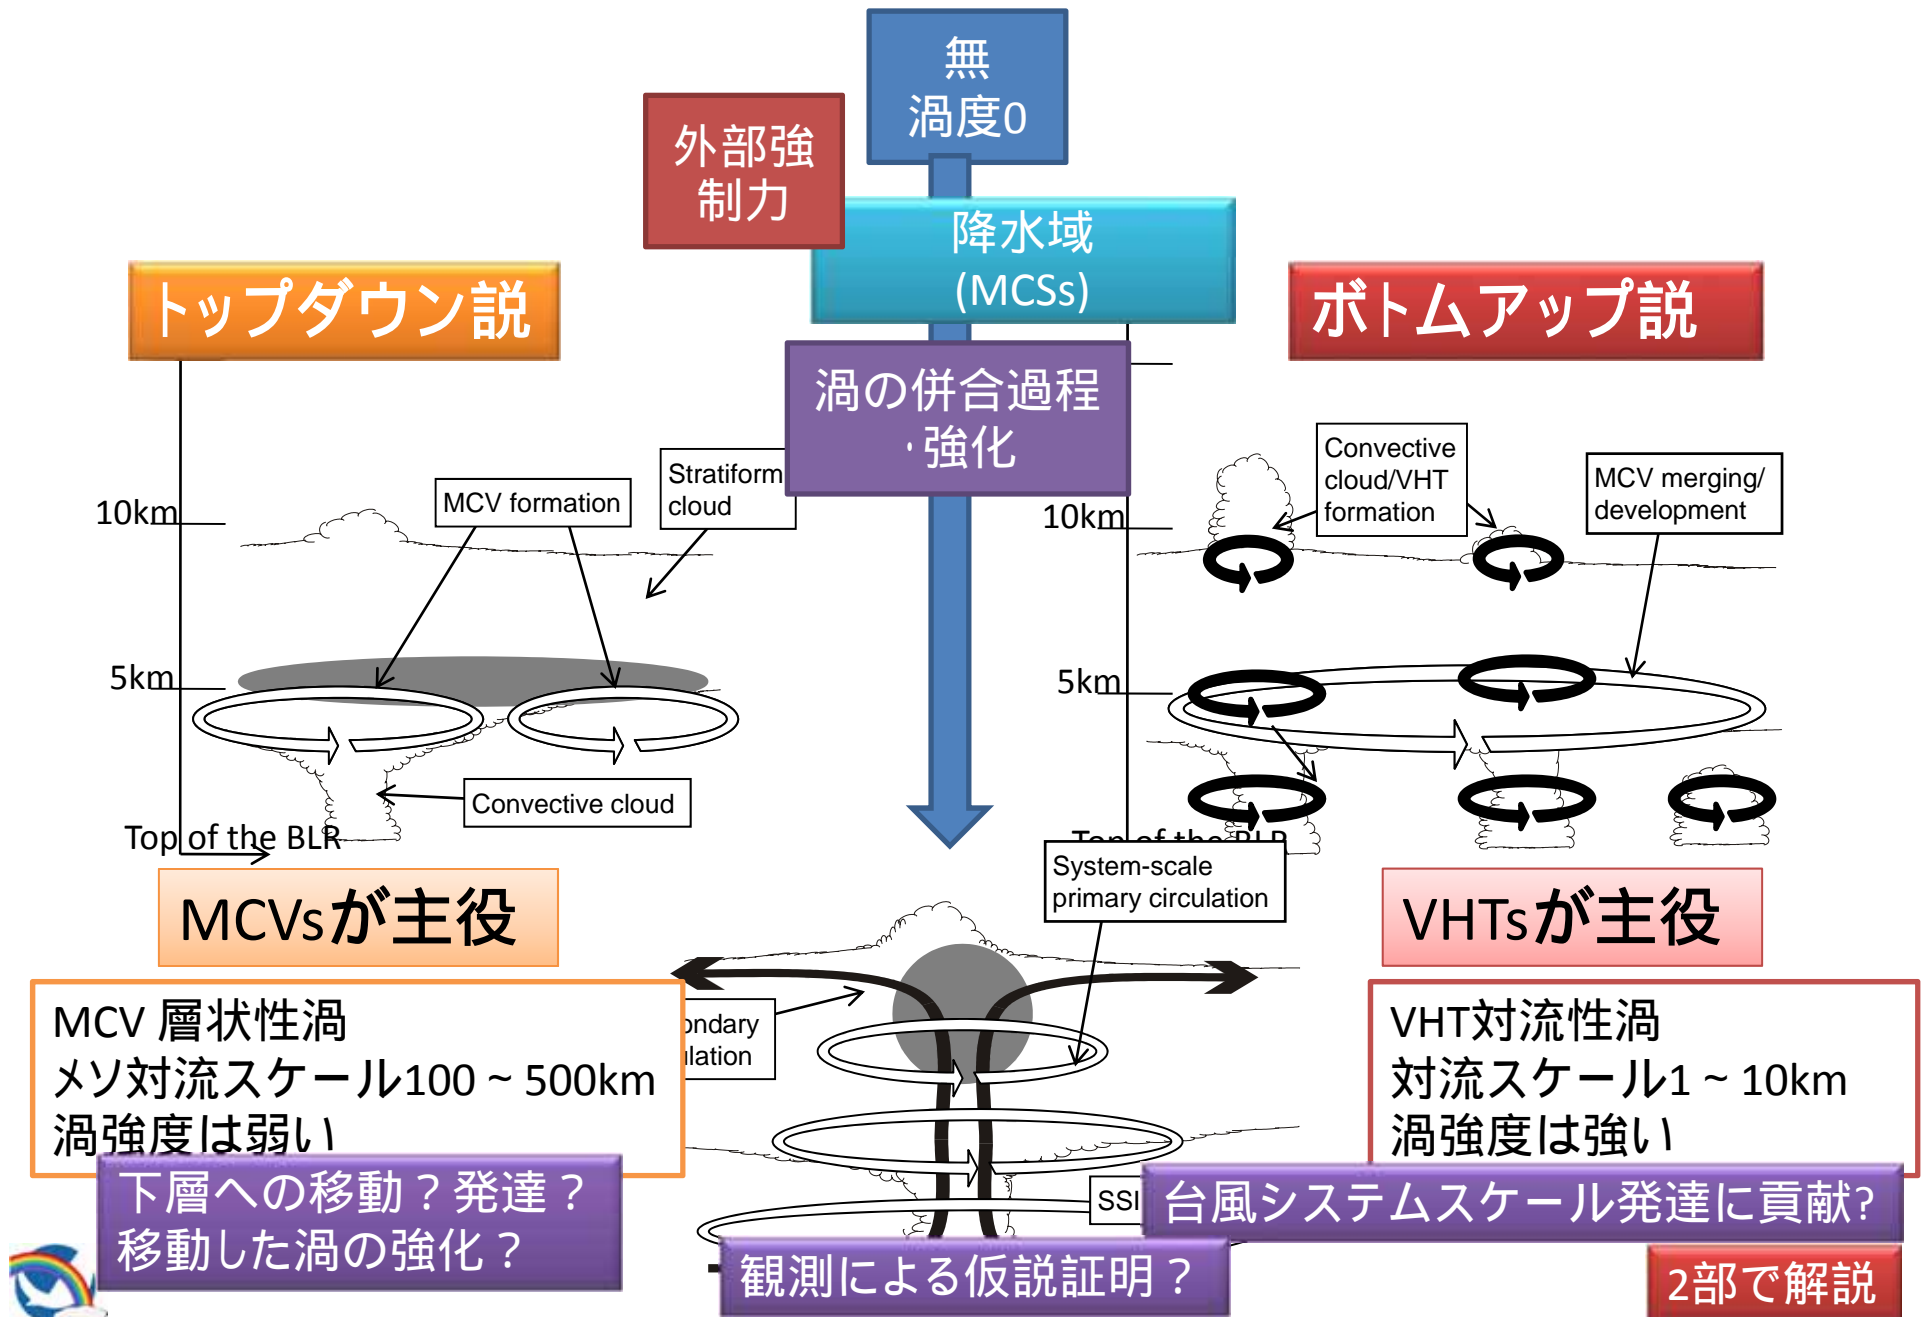 無
渦度0
外部強
制力
降水域
(MCSs)
トップダウン説
ボトムアップ説
渦の併合過程
・強化
MCV formation
Stratiform
cloud
10km
5km
Convective cloud
Top of the BLR
Convective
cloud/VHT
formation
MCV merging/
development
10km
5km
Top of the BLR
System-scale
primary circulation
MCVsが主役
VHTsが主役
MCV 層状性渦
メソ対流スケール100 ~ 500km
渦強度は弱い
ondary
ulation
VHT対流性渦
対流スケール1 ~ 10km
渦強度は強い
下層への移動？発達？
移動した渦の強化？
SSI
台風システムスケール発達に貢献?
観測による仮説証明？
2部で解説